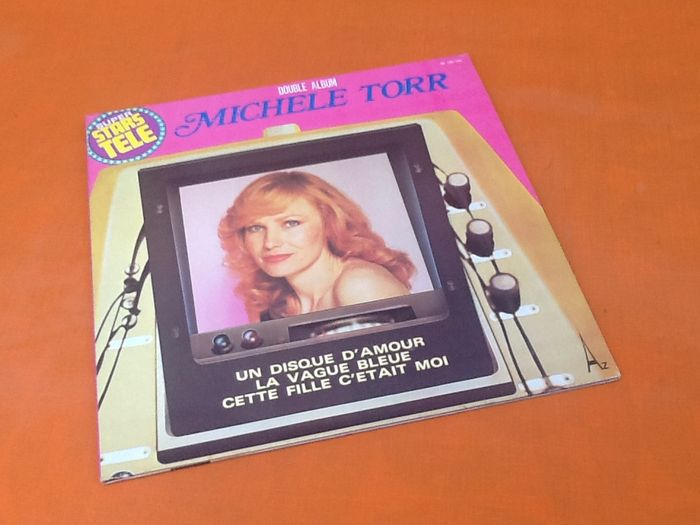 DOUBLE ALBUM
MICHELE TORR
SUPER
STARS
TELE
UN DISQUE D'AMOUR
LA VAGUE BLEUE
CETTE FILLE C'ETAIT MOI
Az